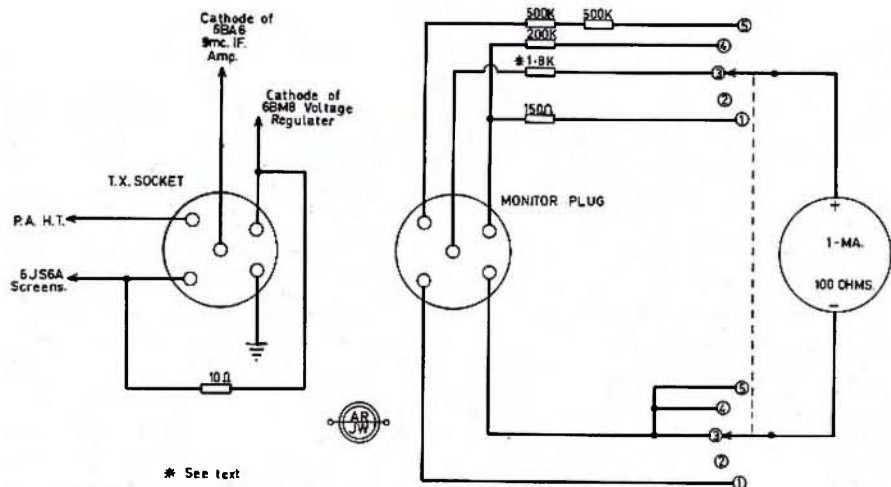 Cathode of
6BA6
9mc. IF.
Amp.
Cathode of
6BM8 Voltage
Regulater
T.X. SOCKET
P.A. H.T.
6JS6A
Screens.
10Ω
* See text
AR
JW
500K
500K
200K
* 1·8K
150Ω
5
4
3
2
1
MONITOR PLUG
+
1-MA.
100 OHMS.
−
5
4
3
2
1